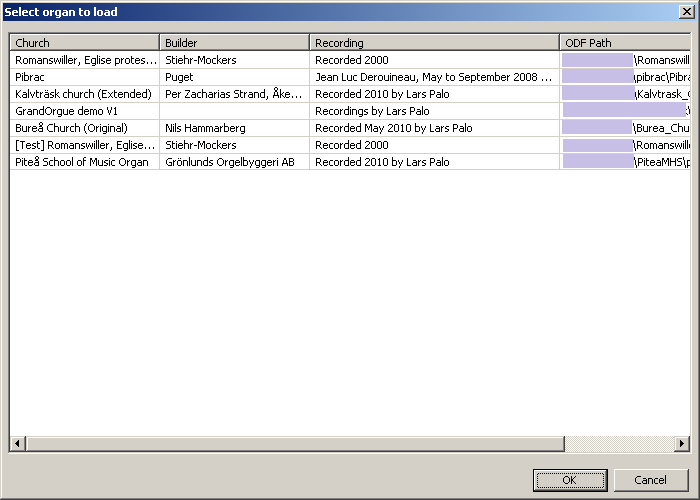 Select organ to load
Church Builder Recording ODF Path
Romanswiller, Eglise protes... Stiehr-Mockers Recorded 2000 \Romanswill
Pibrac Puget Jean Luc Derouineau, May to September 2008 ... \pibrac\Pibra
Kalvträsk church (Extended) Per Zacharias Strand, Åke... Recorded 2010 by Lars Palo \Kalvtrask_
GrandOrgue demo V1 Recordings by Lars Palo
Bureå Church (Original) Nils Hammarberg Recorded May 2010 by Lars Palo \Burea_Chu
[Test] Romanswiller, Eglise... Stiehr-Mockers Recorded 2000 \Romanswill
Piteå School of Music Organ Grönlunds Orgelbyggeri AB Recorded 2010 by Lars Palo \PiteaMHS\p
OK Cancel